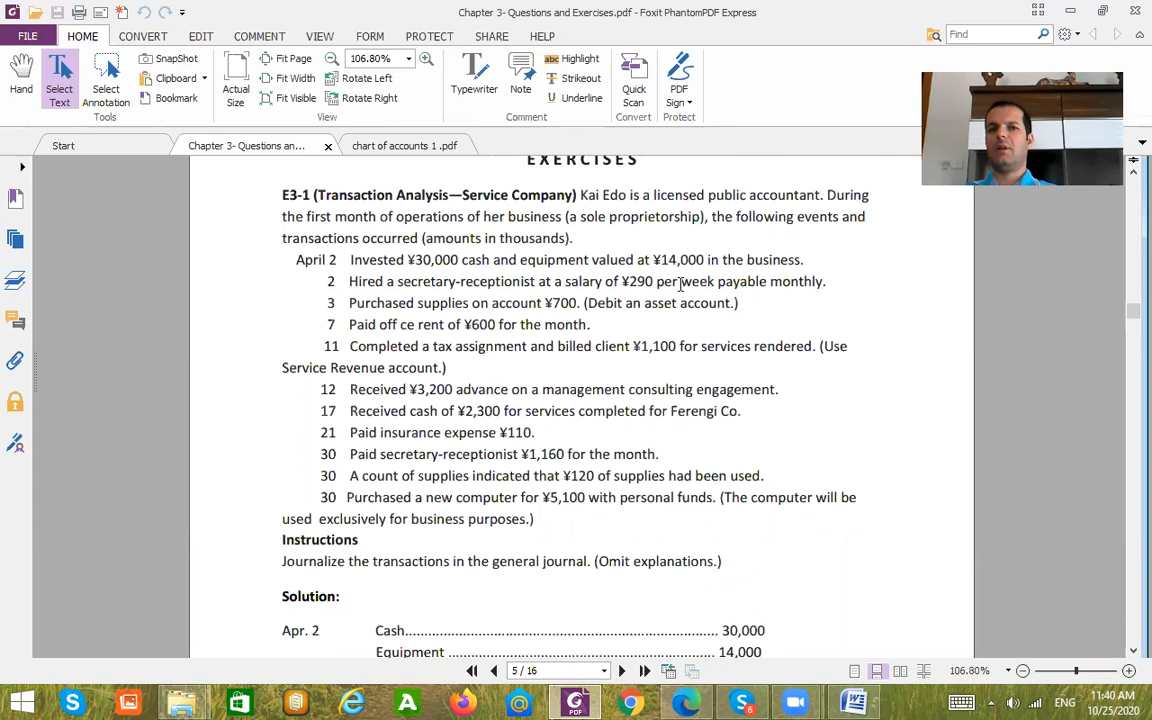 Chapter 3- Questions and Exercises.pdf - Foxit PhantomPDF Express
FILE HOME CONVERT EDIT COMMENT VIEW FORM PROTECT SHARE HELP
Find
Hand
Select Text
Select Annotation
SnapShot
Clipboard
Bookmark
Tools
Actual Size
Fit Page
Fit Width
Fit Visible
106.80%
Rotate Left
Rotate Right
View
Typewriter
Note
Highlight
Strikeout
Underline
Comment
Quick Scan
Convert
PDF Sign
Protect
Start
Chapter 3- Questions an...
chart of accounts 1 .pdf
EXERCISES
E3-1 (Transaction Analysis—Service Company) Kai Edo is a licensed public accountant. During
the first month of operations of her business (a sole proprietorship), the following events and
transactions occurred (amounts in thousands).
April 2 Invested ¥30,000 cash and equipment valued at ¥14,000 in the business.
2 Hired a secretary-receptionist at a salary of ¥290 per week payable monthly.
3 Purchased supplies on account ¥700. (Debit an asset account.)
7 Paid off ce rent of ¥600 for the month.
11 Completed a tax assignment and billed client ¥1,100 for services rendered. (Use
Service Revenue account.)
12 Received ¥3,200 advance on a management consulting engagement.
17 Received cash of ¥2,300 for services completed for Ferengi Co.
21 Paid insurance expense ¥110.
30 Paid secretary-receptionist ¥1,160 for the month.
30 A count of supplies indicated that ¥120 of supplies had been used.
30 Purchased a new computer for ¥5,100 with personal funds. (The computer will be
used exclusively for business purposes.)
Instructions
Journalize the transactions in the general journal. (Omit explanations.)
Solution:
Apr. 2 Cash.................................................................................. 30,000
Equipment ................................................................ 14,000
5 / 16
106.80%
ENG
11:40 AM
10/25/2020